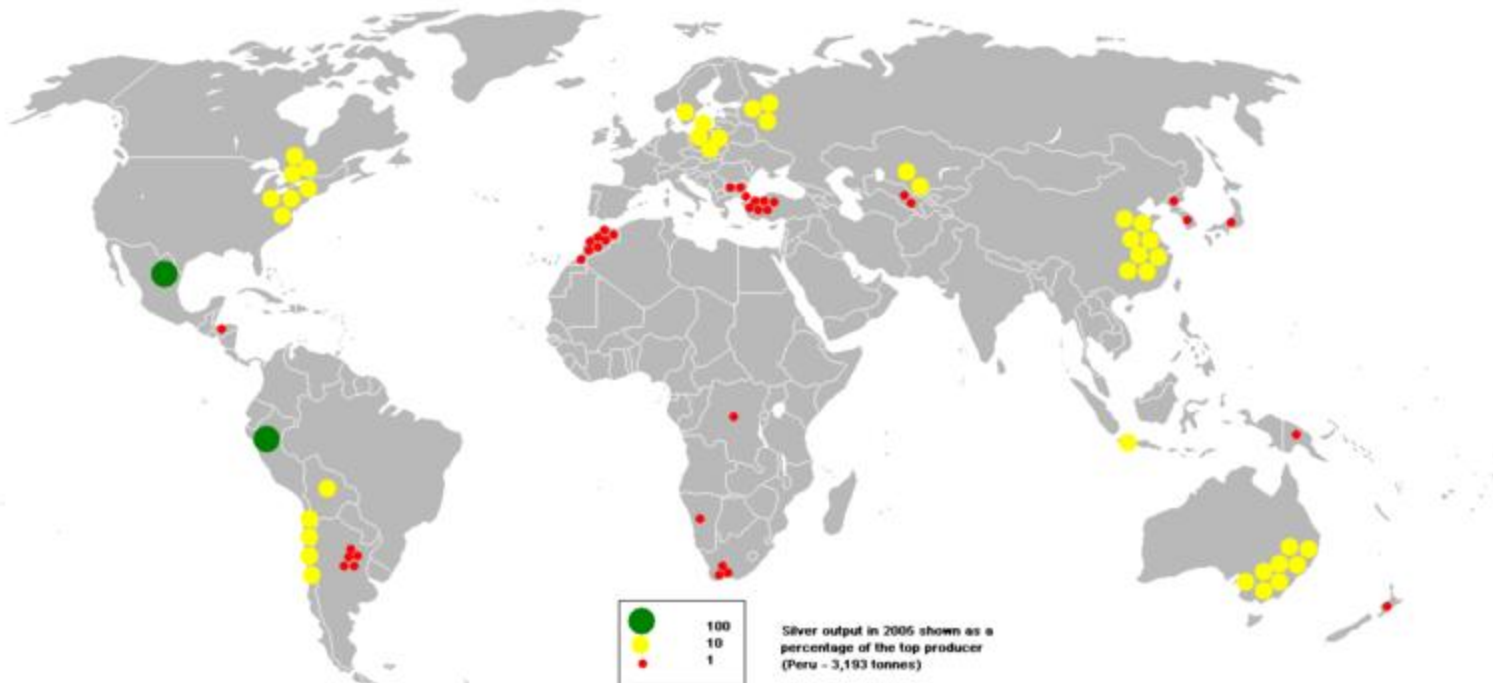 100
10
1
Silver output in 2005 shown as a
percentage of the top producer
(Peru - 3,193 tonnes)